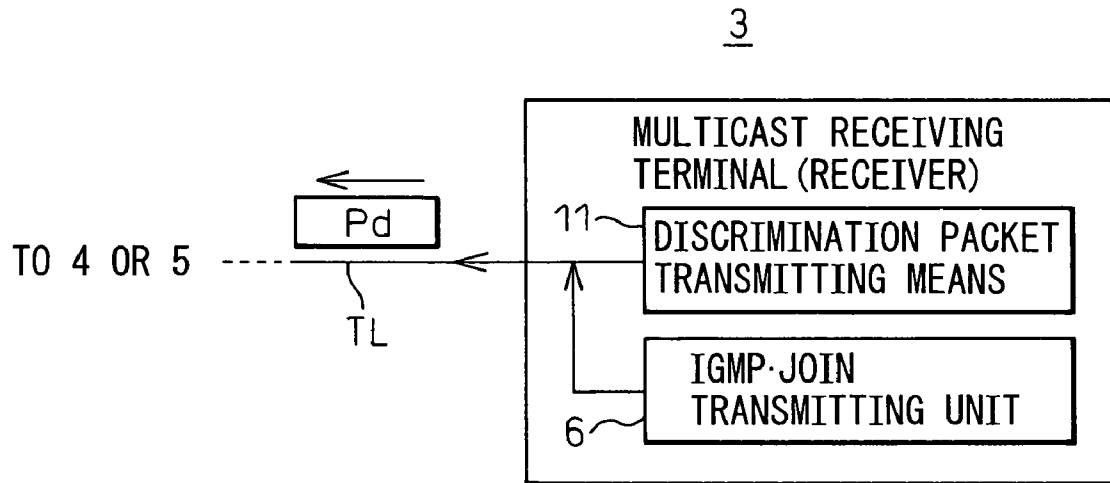 3
MULTICAST RECEIVING
TERMINAL (RECEIVER)
11
DISCRIMINATION PACKET
TRANSMITTING MEANS
Pd
TO 4 OR 5
TL
IGMP·JOIN
TRANSMITTING UNIT
6